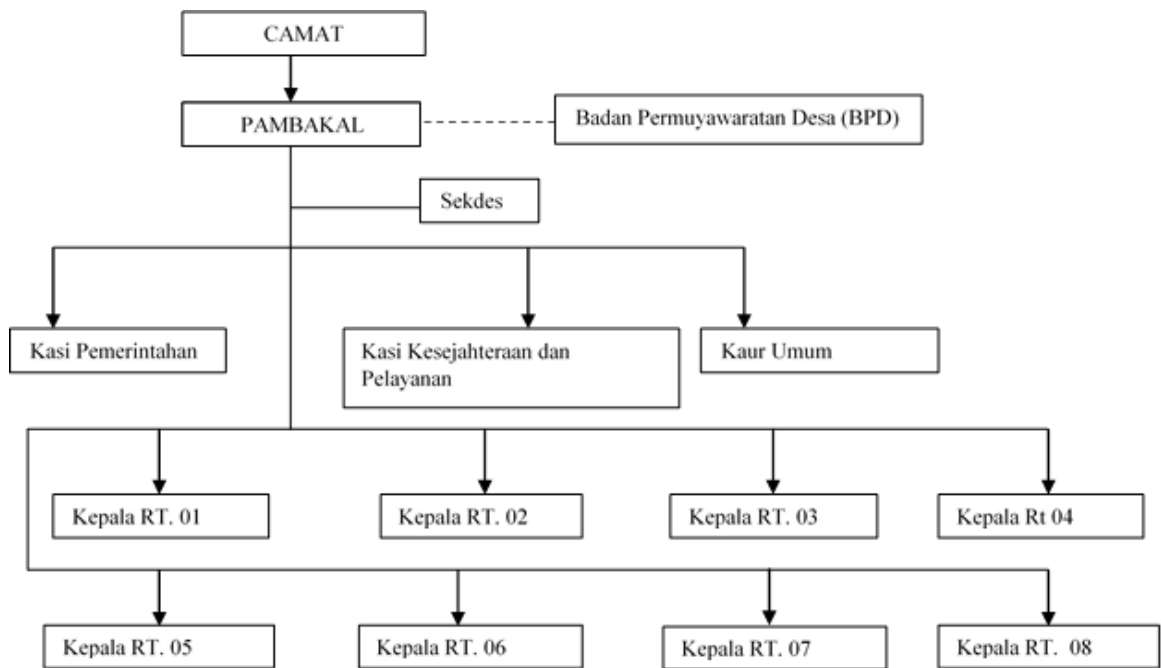 CAMAT
PAMBAKAL
Badan Permuyawaratan Desa (BPD)
Sekdes
Kasi Pemerintahan
Kasi Kesejahteraan dan
Pelayanan
Kaur Umum
Kepala RT. 01
Kepala RT. 02
Kepala RT. 03
Kepala Rt 04
Kepala RT. 05
Kepala RT. 06
Kepala RT. 07
Kepala RT. 08